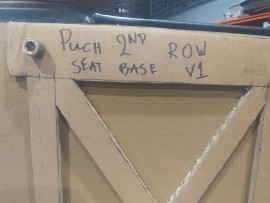 PUCH 2ND ROW
SEAT BASE V1